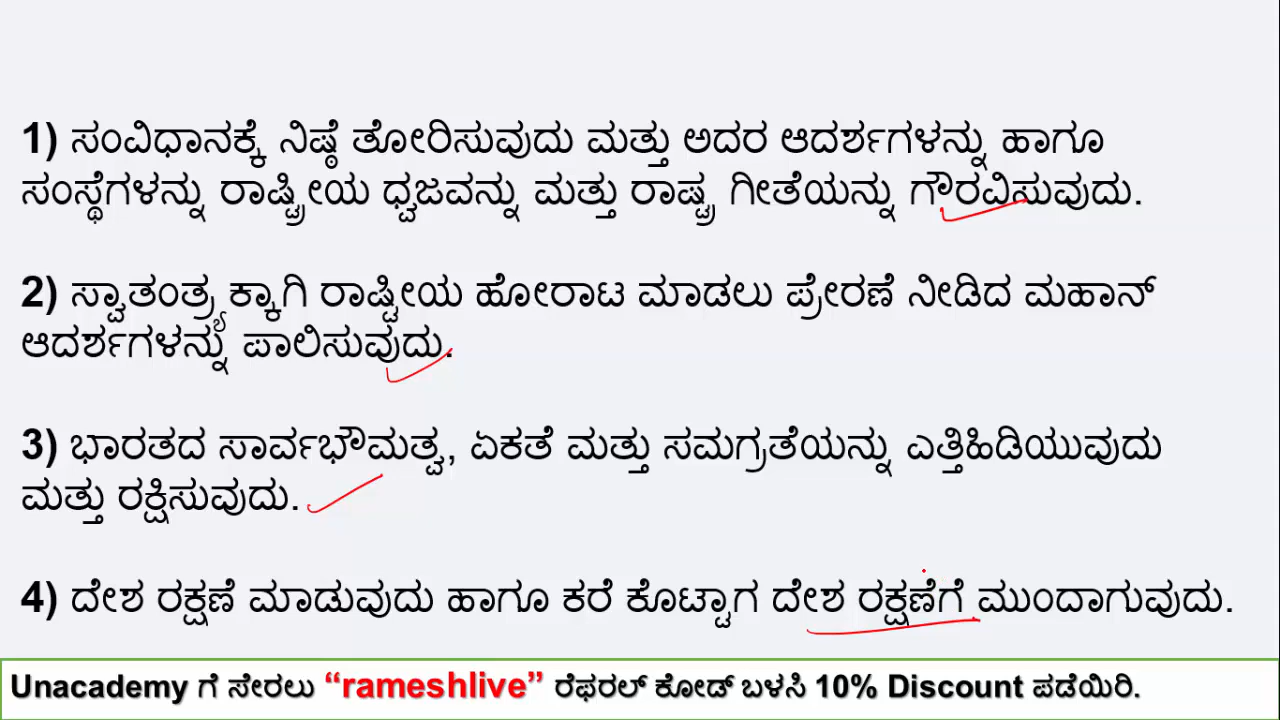 1) ಸಂವಿಧಾನಕ್ಕೆ ನಿಷ್ಠೆ ತೋರಿಸುವುದು ಮತ್ತು ಅದರ ಆದರ್ಶಗಳನ್ನು ಹಾಗೂ
ಸಂಸ್ಥೆಗಳನ್ನು ರಾಷ್ಟ್ರೀಯ ಧ್ವಜವನ್ನು ಮತ್ತು ರಾಷ್ಟ್ರ ಗೀತೆಯನ್ನು ಗೌರವಿಸುವುದು.
2) ಸ್ವಾತಂತ್ರ್ಯಕ್ಕಾಗಿ ರಾಷ್ಟೀಯ ಹೋರಾಟ ಮಾಡಲು ಪ್ರೇರಣೆ ನೀಡಿದ ಮಹಾನ್
ಆದರ್ಶಗಳನ್ನು ಪಾಲಿಸುವುದು.
3) ಭಾರತದ ಸಾರ್ವಭೌಮತ್ವ, ಏಕತೆ ಮತ್ತು ಸಮಗ್ರತೆಯನ್ನು ಎತ್ತಿಹಿಡಿಯುವುದು
ಮತ್ತು ರಕ್ಷಿಸುವುದು.
4) ದೇಶ ರಕ್ಷಣೆ ಮಾಡುವುದು ಹಾಗೂ ಕರೆ ಕೊಟ್ಟಾಗ ದೇಶ ರಕ್ಷಣೆಗೆ ಮುಂದಾಗುವುದು.
Unacademy ಗೆ ಸೇರಲು “rameshlive” ರೆಫರಲ್ ಕೋಡ್ ಬಳಸಿ 10% Discount ಪಡೆಯಿರಿ.